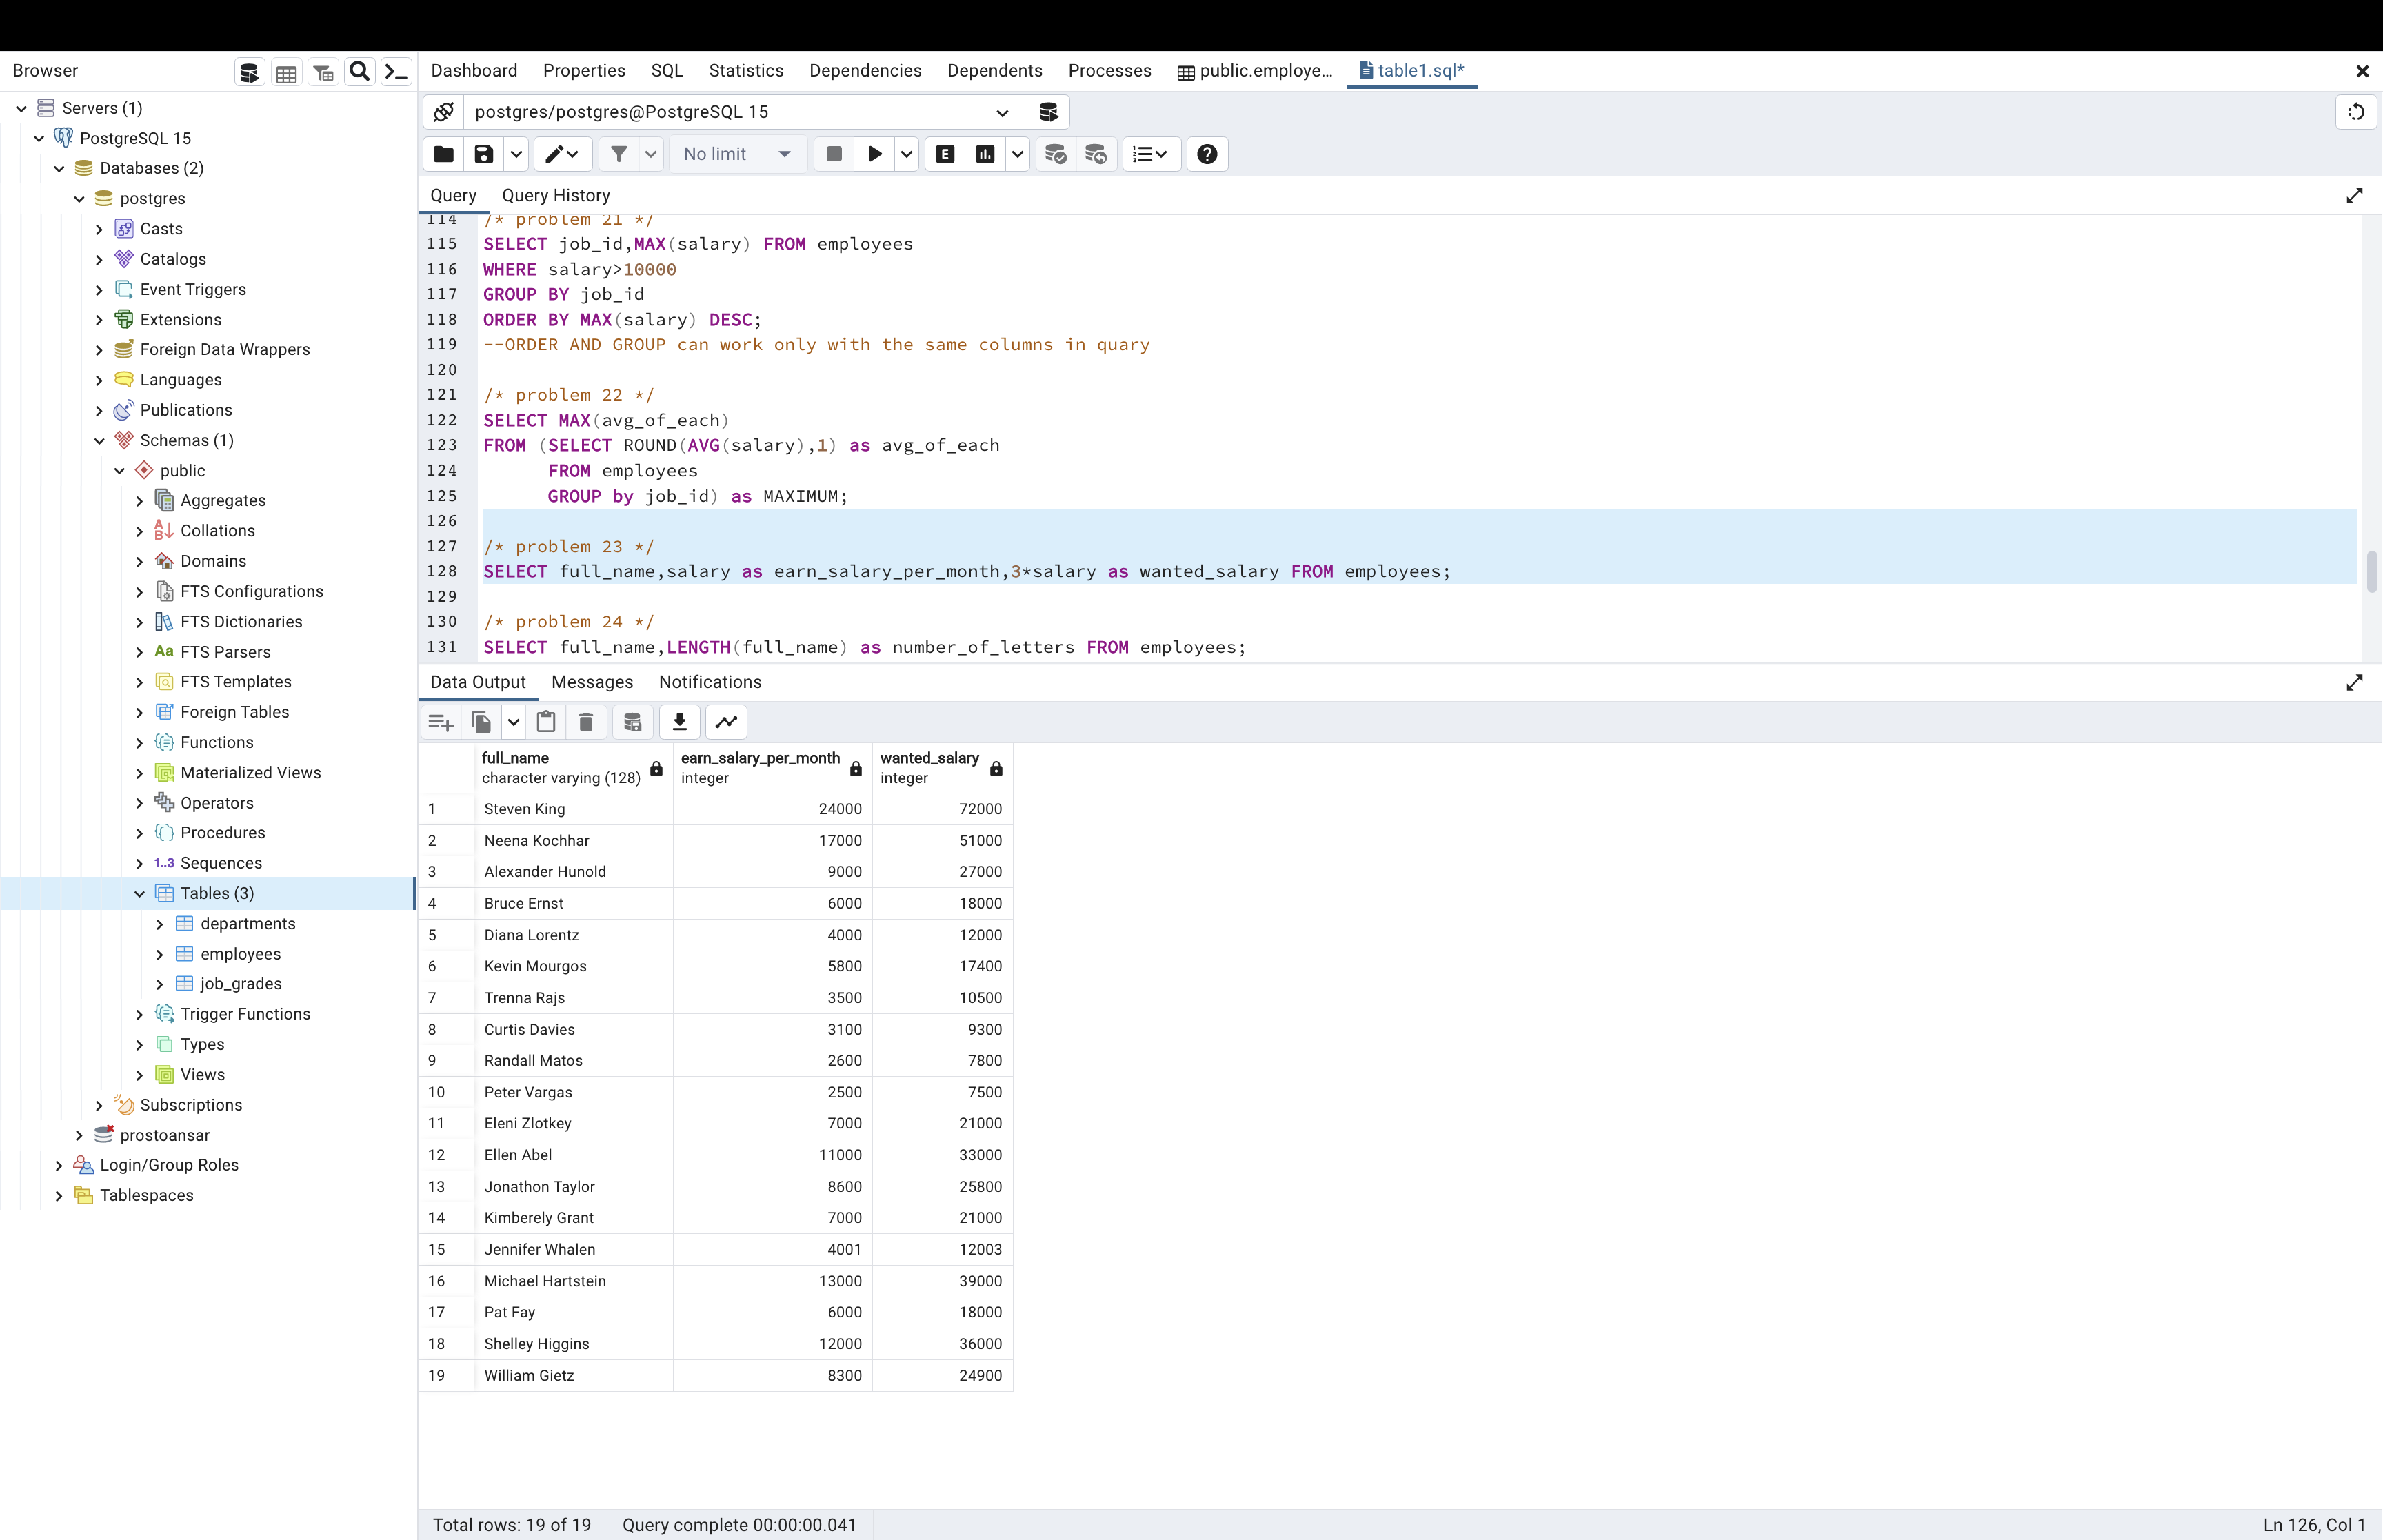 Browser
Dashboard Properties SQL Statistics Dependencies Dependents Processes public.employe... table1.sql*
Servers (1)
PostgreSQL 15
Databases (2)
postgres
Casts
Catalogs
Event Triggers
Extensions
Foreign Data Wrappers
Languages
Publications
Schemas (1)
public
Aggregates
Collations
Domains
FTS Configurations
FTS Dictionaries
Aa FTS Parsers
FTS Templates
Foreign Tables
Functions
Materialized Views
Operators
Procedures
1..3 Sequences
Tables (3)
departments
employees
job_grades
Trigger Functions
Types
Views
Subscriptions
prostoansar
Login/Group Roles
Tablespaces
postgres/postgres@PostgreSQL 15
No limit E
Query Query History
114 /* problem 21 */
115 SELECT job_id,MAX(salary) FROM employees
116 WHERE salary>10000
117 GROUP BY job_id
118 ORDER BY MAX(salary) DESC;
119 --ORDER AND GROUP can work only with the same columns in quary
120
121 /* problem 22 */
122 SELECT MAX(avg_of_each)
123 FROM (SELECT ROUND(AVG(salary),1) as avg_of_each
124 FROM employees
125 GROUP by job_id) as MAXIMUM;
126
127 /* problem 23 */
128 SELECT full_name,salary as earn_salary_per_month,3*salary as wanted_salary FROM employees;
129
130 /* problem 24 */
131 SELECT full_name,LENGTH(full_name) as number_of_letters FROM employees;
Data Output Messages Notifications
full_name earn_salary_per_month wanted_salary
character varying (128) integer integer
1 Steven King 24000 72000
2 Neena Kochhar 17000 51000
3 Alexander Hunold 9000 27000
4 Bruce Ernst 6000 18000
5 Diana Lorentz 4000 12000
6 Kevin Mourgos 5800 17400
7 Trenna Rajs 3500 10500
8 Curtis Davies 3100 9300
9 Randall Matos 2600 7800
10 Peter Vargas 2500 7500
11 Eleni Zlotkey 7000 21000
12 Ellen Abel 11000 33000
13 Jonathon Taylor 8600 25800
14 Kimberely Grant 7000 21000
15 Jennifer Whalen 4001 12003
16 Michael Hartstein 13000 39000
17 Pat Fay 6000 18000
18 Shelley Higgins 12000 36000
19 William Gietz 8300 24900
Total rows: 19 of 19 Query complete 00:00:00.041 Ln 126, Col 1